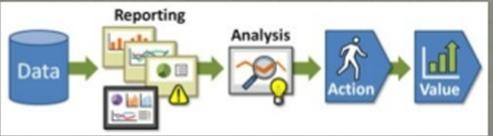 Reporting
Analysis
Data
Action
Value